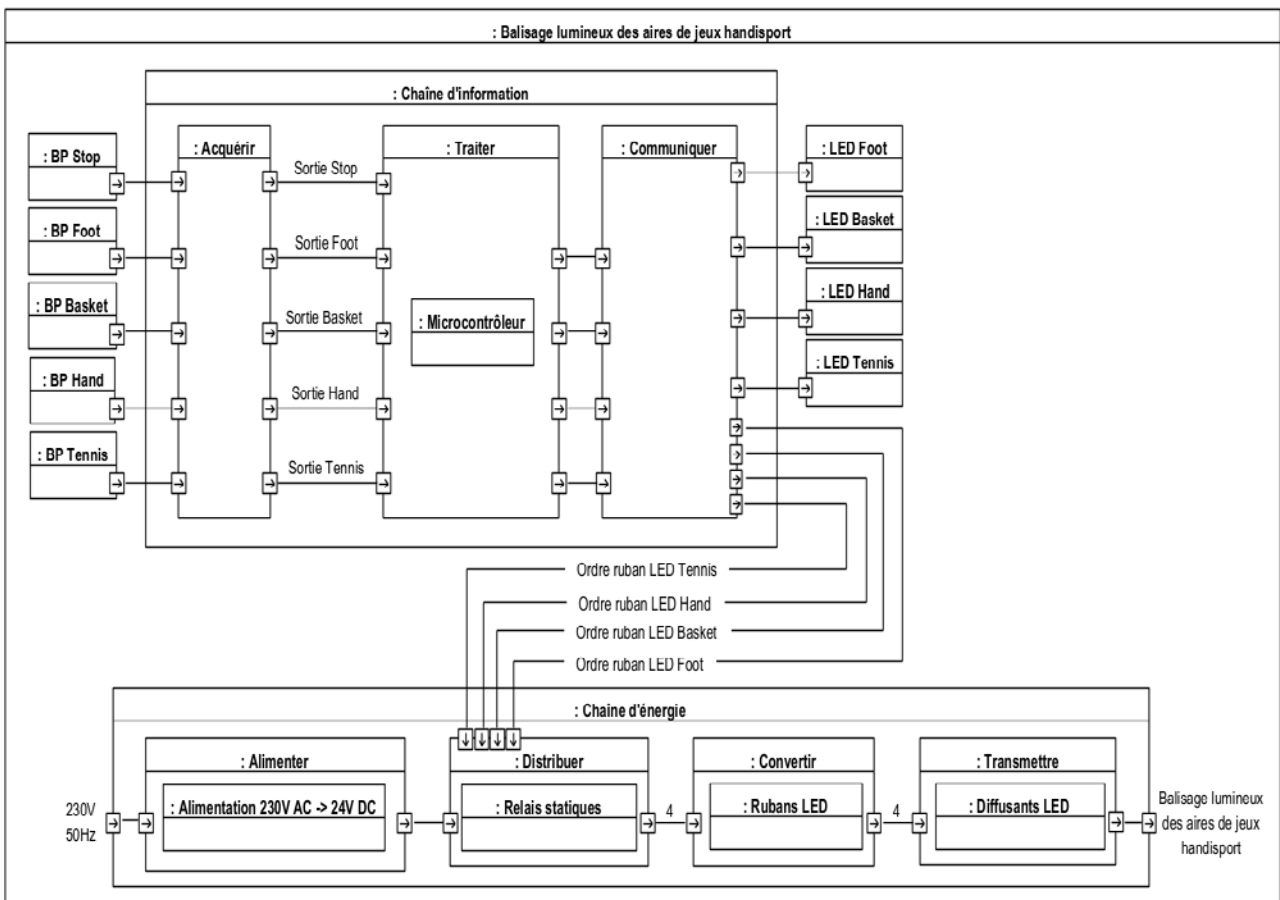 : Balisage lumineux des aires de jeux handisport
: Chaîne d'information
: BP Stop
: BP Foot
: BP Basket
: BP Hand
: BP Tennis
: Acquérir
Sortie Stop
Sortie Foot
Sortie Basket
Sortie Hand
Sortie Tennis
: Traiter
: Microcontrôleur
: Communiquer
: LED Foot
: LED Basket
: LED Hand
: LED Tennis
Ordre ruban LED Tennis
Ordre ruban LED Hand
Ordre ruban LED Basket
Ordre ruban LED Foot
: Chaine d'énergie
230V
50Hz
: Alimenter
: Alimentation 230V AC -> 24V DC
: Distribuer
: Relais statiques
4
: Convertir
: Rubans LED
4
: Transmettre
: Diffusants LED
Balisage lumineux
des aires de jeux
handisport